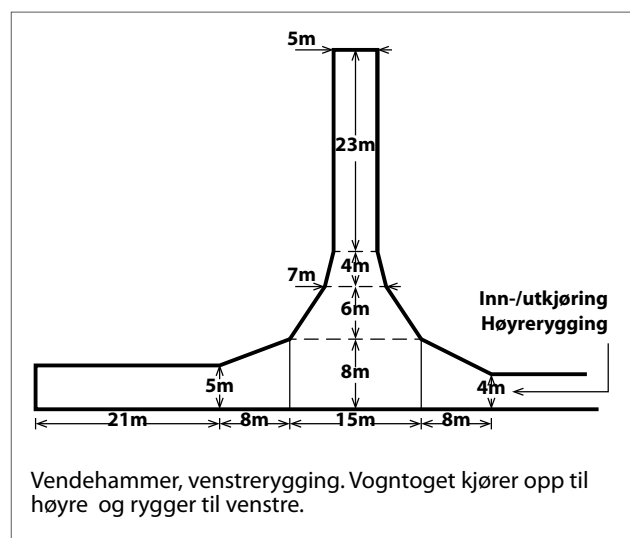 5m
23m
4m
7m
6m
Inn-/utkjøring
Høyrerygging
8m
5m
4m
21m
8m
15m
8m
Vendehammer, venstrerygging. Vogntoget kjører opp til
høyre og rygger til venstre.